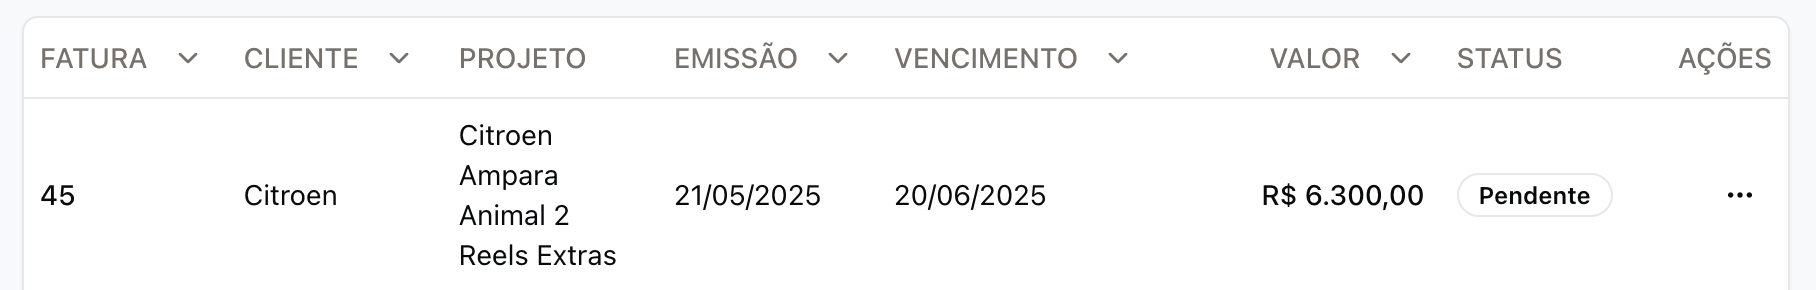 FATURA CLIENTE PROJETO EMISSÃO VENCIMENTO VALOR STATUS AÇÕES
45 Citroen Citroen Ampara Animal 2 Reels Extras 21/05/2025 20/06/2025 R$ 6.300,00 Pendente ...